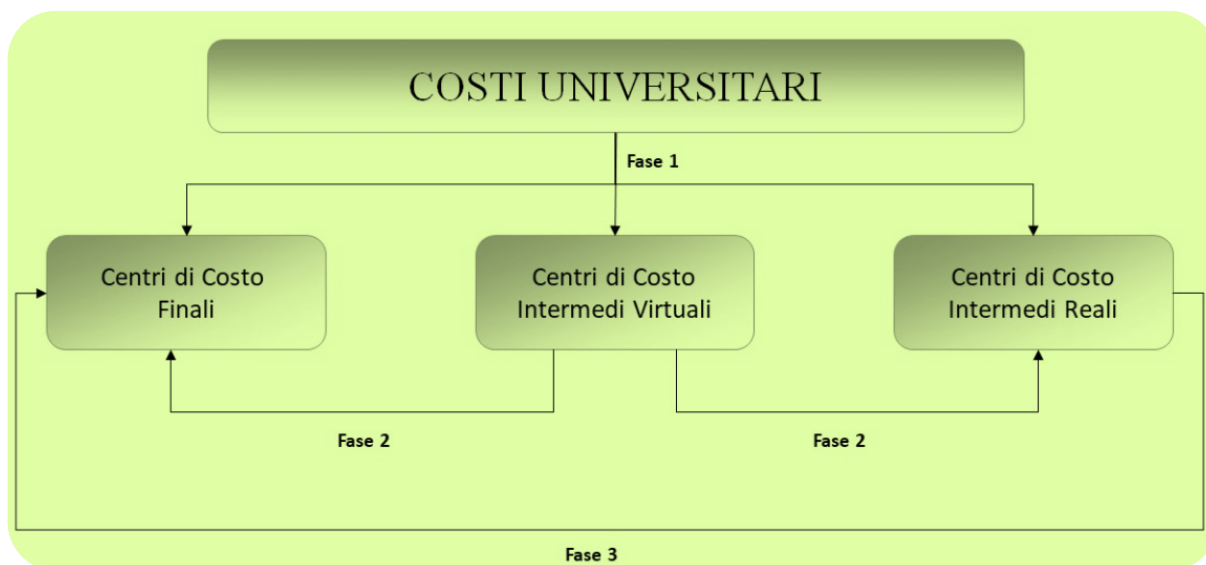 COSTI UNIVERSITARI
Fase 1
Centri di Costo
Finali
Centri di Costo
Intermedi Virtuali
Centri di Costo
Intermedi Reali
Fase 2
Fase 2
Fase 3